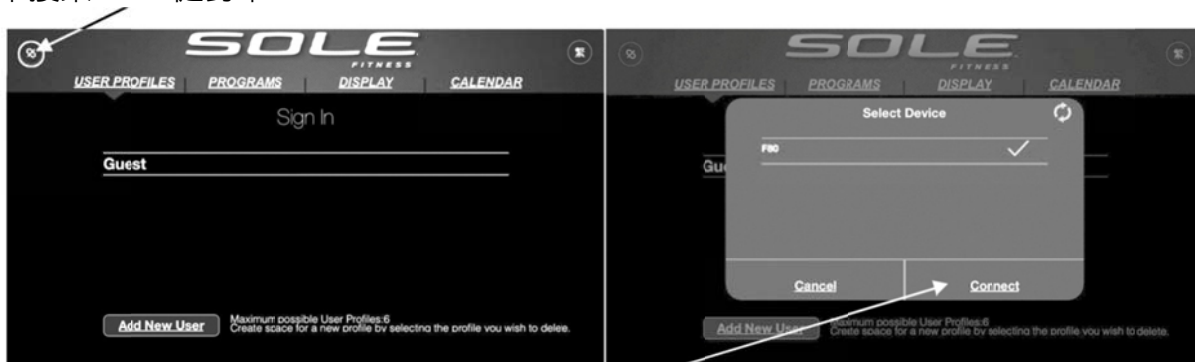 SOLE
FITNESS
USER PROFILES PROGRAMS DISPLAY CALENDAR
Sign In
Guest
Add New User
Maximum possible User Profiles:6
Create space for a new profile by selecting the profile you wish to delee.
SOLE
FITNESS
USER PROFILES PROGRAMS DISPLAY CALENDAR
Select Device
F80
Gu
Cancel Connect
Add New User
Maximum possible User Profiles:6
Create space for a new profile by selecting the profile you wish to delete.